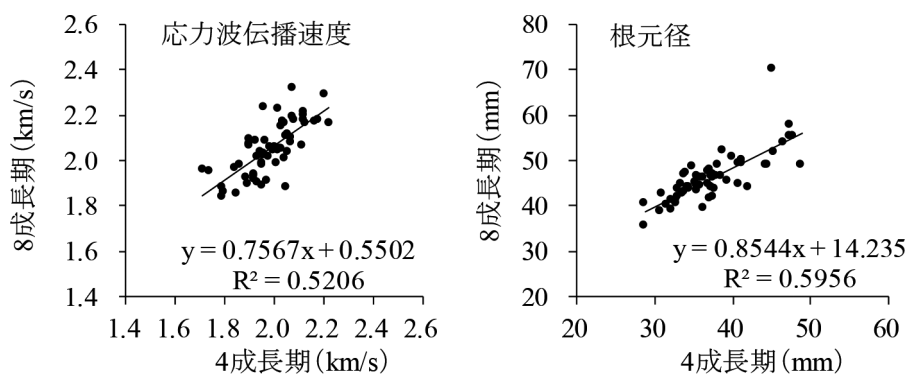 応力波伝播速度
2.6
2.4
2.2
2.0
1.8
1.6
1.4
8成長期(km/s)
y = 0.7567x + 0.5502
R² = 0.5206
1.4 1.6 1.8 2.0 2.2 2.4 2.6
4成長期(km/s)
根元径
80
70
60
50
40
30
20
8成長期(mm)
y = 0.8544x + 14.235
R² = 0.5956
20 30 40 50 60
4成長期(mm)